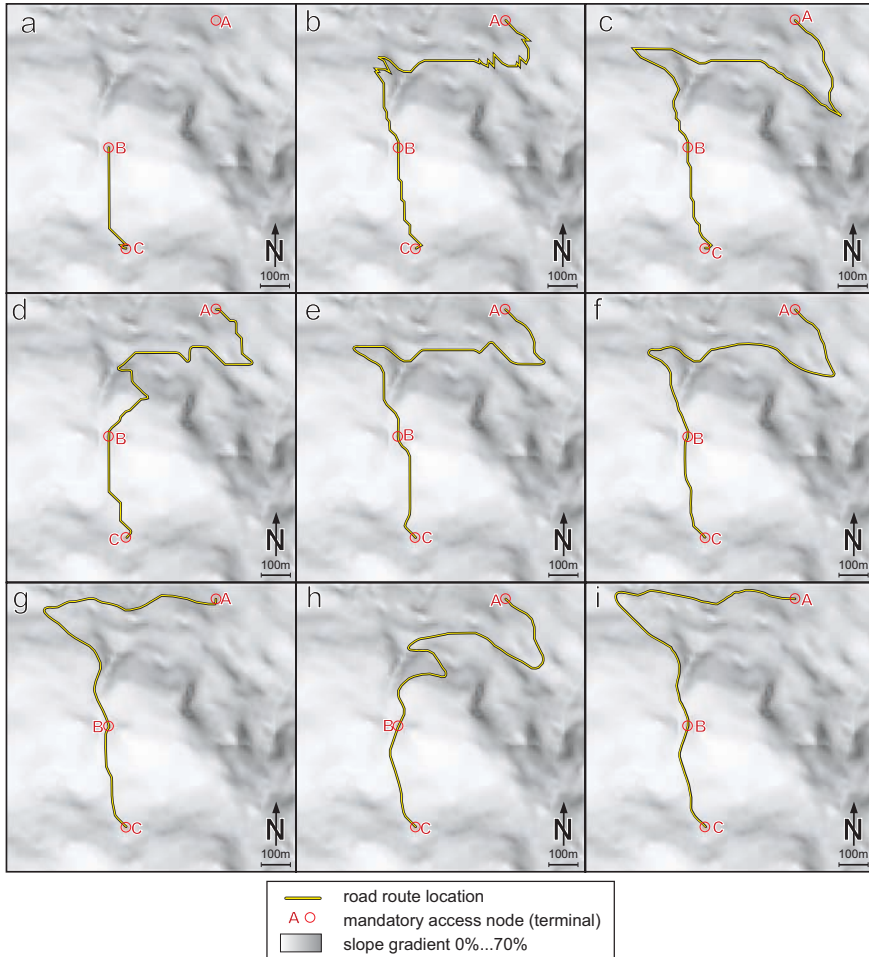 a
A
B
C
N
100m
b
A
B
C
N
100m
c
A
B
C
N
100m
d
A
B
C
N
100m
e
A
B
C
N
100m
f
A
B
C
N
100m
g
A
B
C
N
100m
h
A
B
C
N
100m
i
A
B
C
N
100m
road route location
A mandatory access node (terminal)
slope gradient 0%...70%